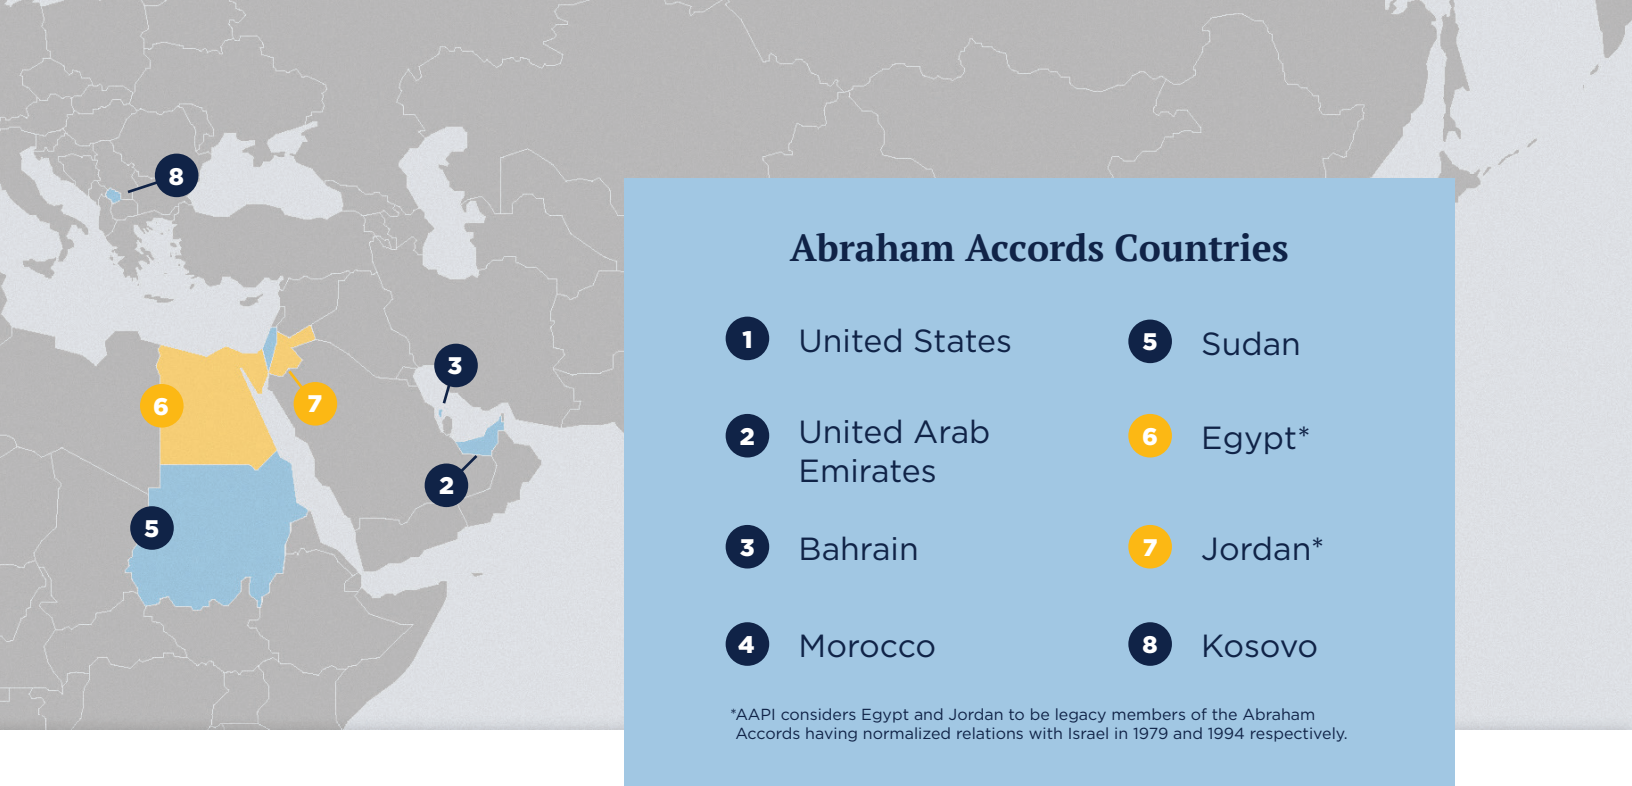 8
3
6
7
2
5
Abraham Accords Countries
1 United States
2 United Arab
Emirates
3 Bahrain
4 Morocco
5 Sudan
6 Egypt*
7 Jordan*
8 Kosovo
*AAPI considers Egypt and Jordan to be legacy members of the Abraham
Accords having normalized relations with Israel in 1979 and 1994 respectively.